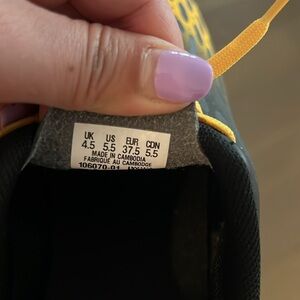 UK US EUR CDN
4.5 5.5 37.5 5.5
MADE IN CAMBODIA
FABRIQUÉ AU CAMBODGE
106070-01